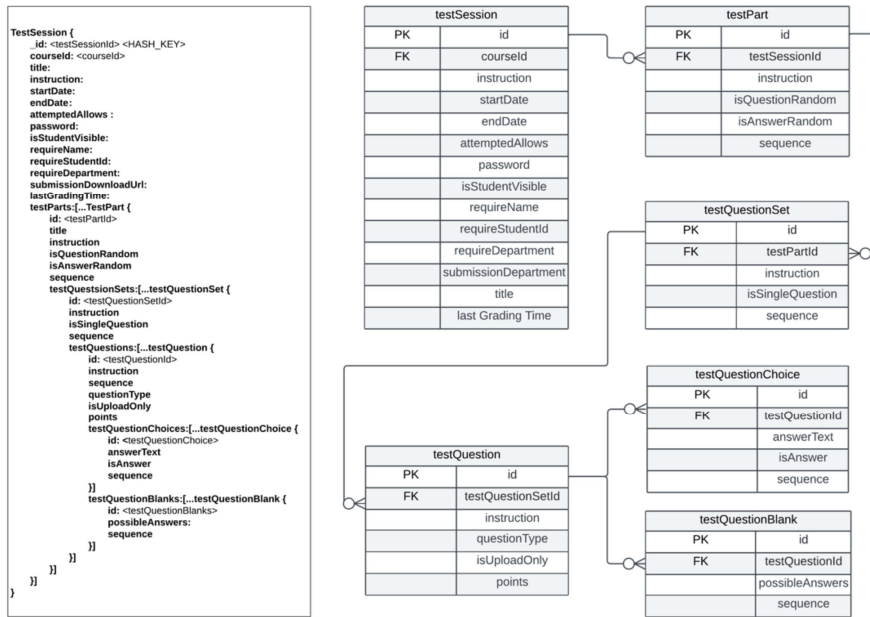 TestSession {
_id: <testSessionId> <HASH_KEY>
courseId: <courseId>
title:
instruction:
startDate:
endDate:
attemptedAllows :
password:
isStudentVisible:
requireName:
requireStudentId:
requireDepartment:
submissionDownloadUrl:
lastGradingTime:
testParts:[...TestPart {
id: <testPartId>
title
instruction
isQuestionRandom
isAnswerRandom
sequence
testQuestsionSets:[...testQuestionSet {
id: <testQuestionSetId>
instruction
isSingleQuestion
sequence
testQuestions:[...testQuestion {
id: <testQuestionId>
instruction
sequence
questionType
isUploadOnly
points
testQuestionChoices:[...testQuestionChoice {
id: <testQuestionChoice>
answerText
isAnswer
sequence
}]
testQuestionBlanks:[...testQuestionBlank {
id: <testQuestionBlanks>
possibleAnswers:
sequence
}]
}]
}]
}]
}
testSession
PK id
FK courseId
instruction
startDate
endDate
attemptedAllows
password
isStudentVisible
requireName
requireStudentId
requireDepartment
submissionDepartment
title
last Grading Time
testPart
PK id
FK testSessionId
instruction
isQuestionRandom
isAnswerRandom
sequence
testQuestionSet
PK id
FK testPartId
instruction
isSingleQuestion
sequence
testQuestion
PK id
FK testQuestionSetId
instruction
questionType
isUploadOnly
points
testQuestionChoice
PK id
FK testQuestionId
answerText
isAnswer
sequence
testQuestionBlank
PK id
FK testQuestionId
possibleAnswers
sequence